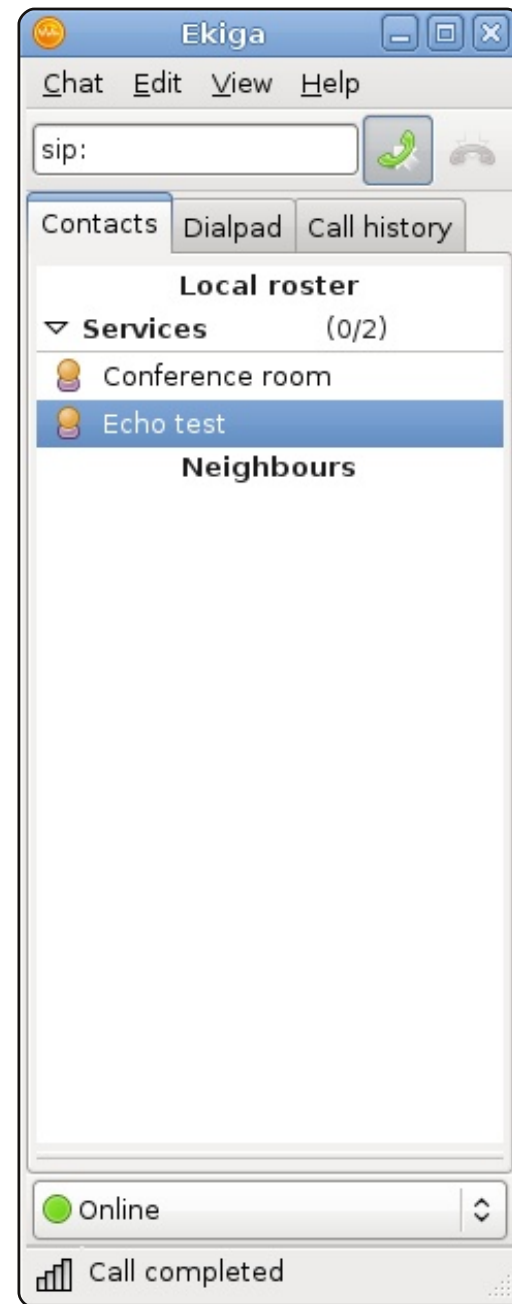 Ekiga
Chat Edit View Help
sip:
Contacts Dialpad Call history
Local roster
Services (0/2)
Conference room
Echo test
Neighbours
Online
Call completed